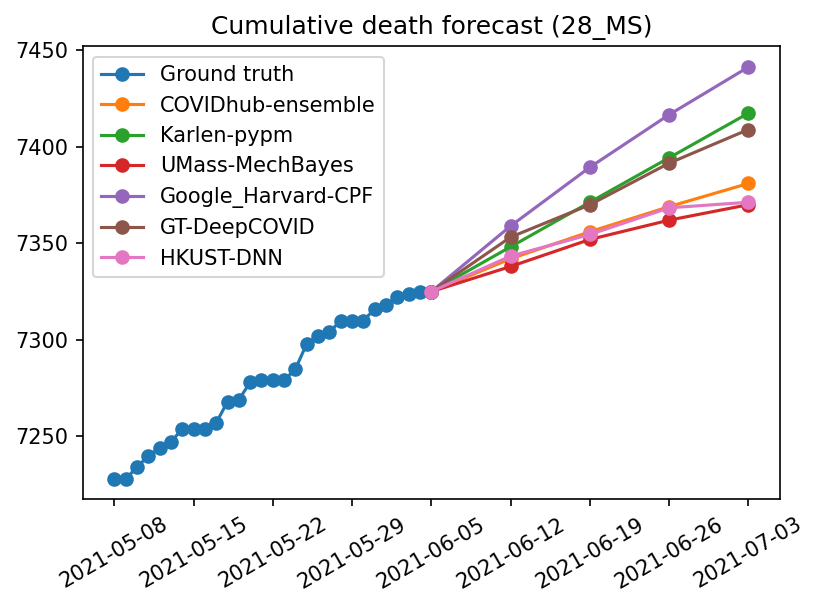 Cumulative death forecast (28_MS)
7450
7400
7350
7300
7250
Ground truth
COVIDhub-ensemble
Karlen-pypm
UMass-MechBayes
Google_Harvard-CPF
GT-DeepCOVID
HKUST-DNN
2021-05-08
2021-05-15
2021-05-22
2021-05-29
2021-06-05
2021-06-12
2021-06-19
2021-06-26
2021-07-03